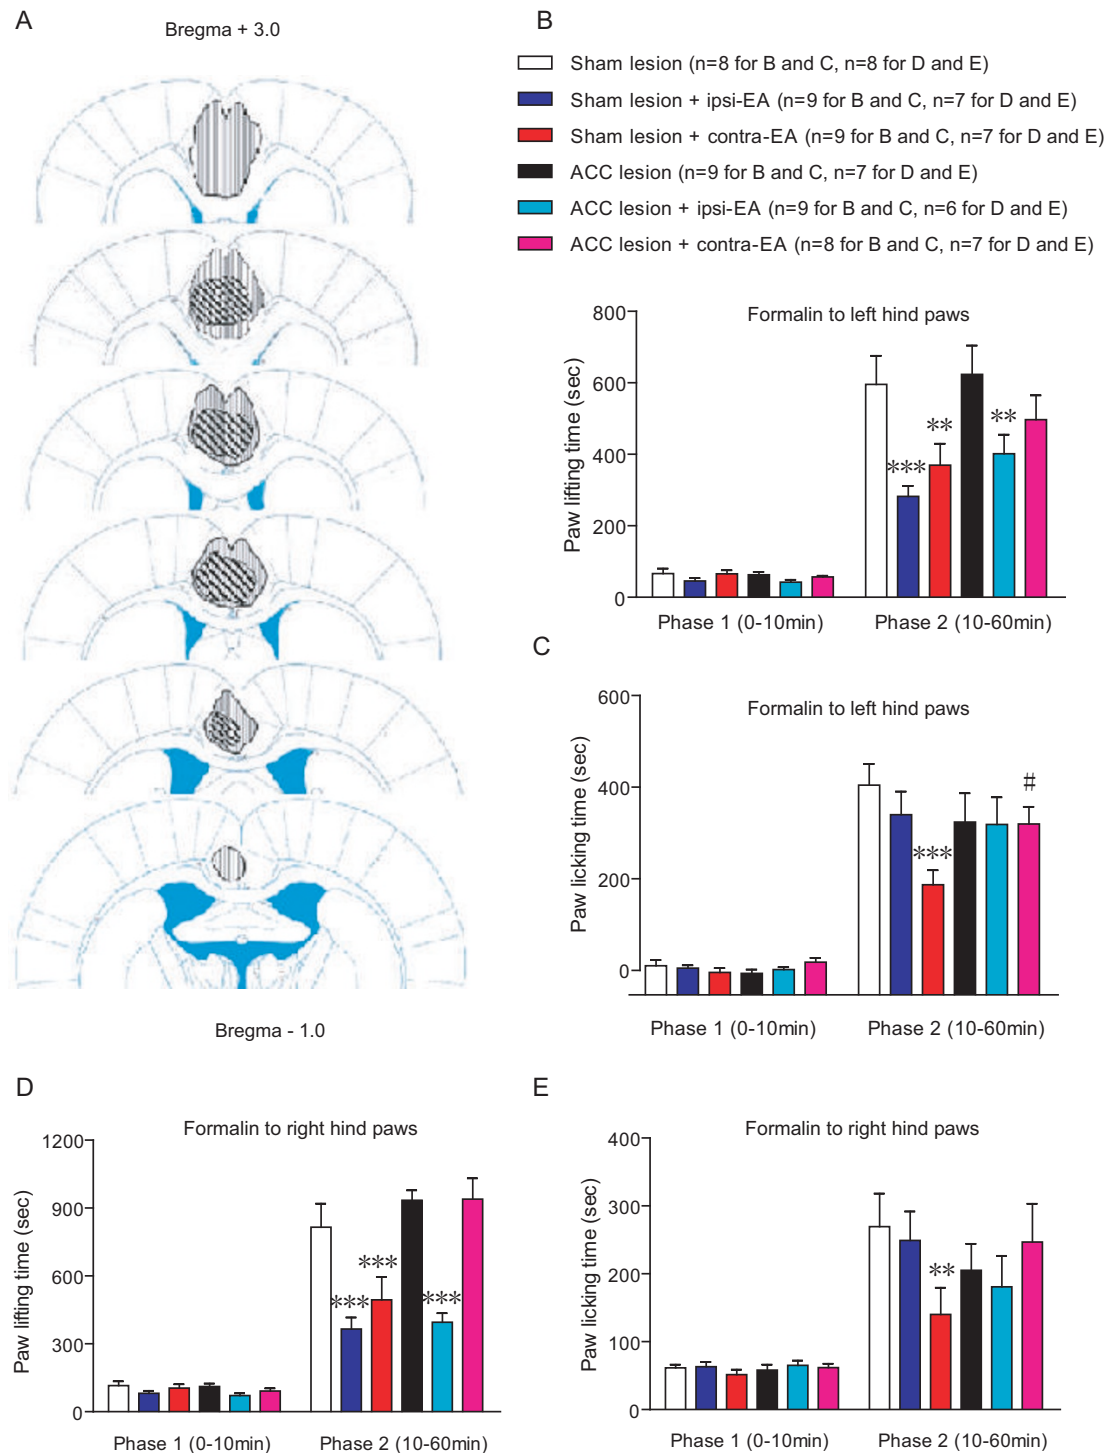 A
Bregma + 3.0
Bregma - 1.0
B
Sham lesion (n=8 for B and C, n=8 for D and E)
Sham lesion + ipsi-EA (n=9 for B and C, n=7 for D and E)
Sham lesion + contra-EA (n=9 for B and C, n=7 for D and E)
ACC lesion (n=9 for B and C, n=7 for D and E)
ACC lesion + ipsi-EA (n=9 for B and C, n=6 for D and E)
ACC lesion + contra-EA (n=8 for B and C, n=7 for D and E)
Formalin to left hind paws
Paw lifting time (sec)
800
600
400
200
0
***
**
**
Phase 1 (0-10min)
Phase 2 (10-60min)
C
Formalin to left hind paws
Paw licking time (sec)
600
400
200
0
***
#
Phase 1 (0-10min)
Phase 2 (10-60min)
D
Formalin to right hind paws
Paw lifting time (sec)
1200
900
600
300
0
***
***
***
Phase 1 (0-10min)
Phase 2 (10-60min)
E
Formalin to right hind paws
Paw licking time (sec)
400
300
200
100
0
**
Phase 1 (0-10min)
Phase 2 (10-60min)